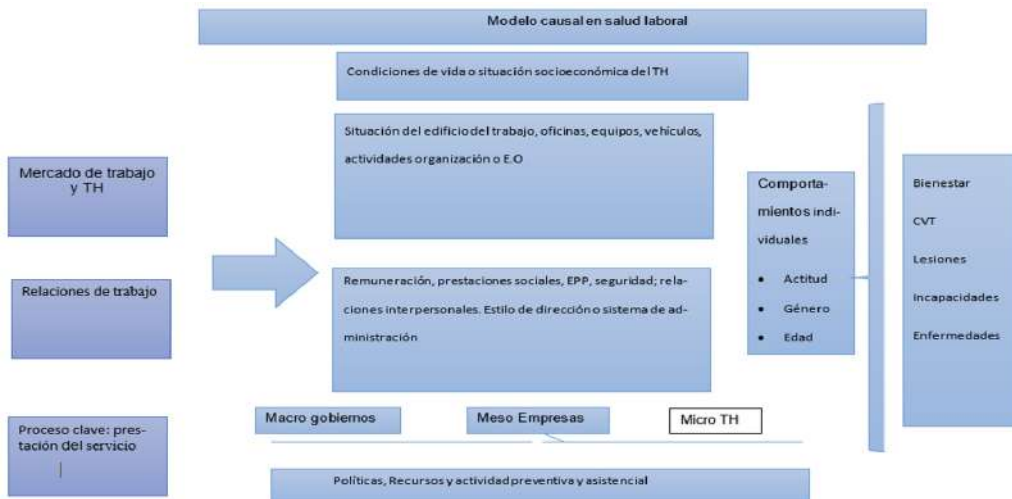 Modelo causal en salud laboral
Condiciones de vida o situación socioeconómica del TH
Situación del edificio del trabajo, oficinas, equipos, vehículos,
actividades organización o E.O
Mercado de trabajo
y TH
Relaciones de trabajo
Proceso clave: pres-
tación del servicio
Remuneración, prestaciones sociales, EPP, seguridad; rela-
ciones interpersonales. Estilo de dirección o sistema de ad-
ministración
Comporta-
mientos indi-
viduales
• Actitud
• Género
• Edad
Bienestar
CVT
Lesiones
Incapacidades
Enfermedades
Macro gobiernos
Meso Empresas
Micro TH
Políticas, Recursos y actividad preventiva y asistencial